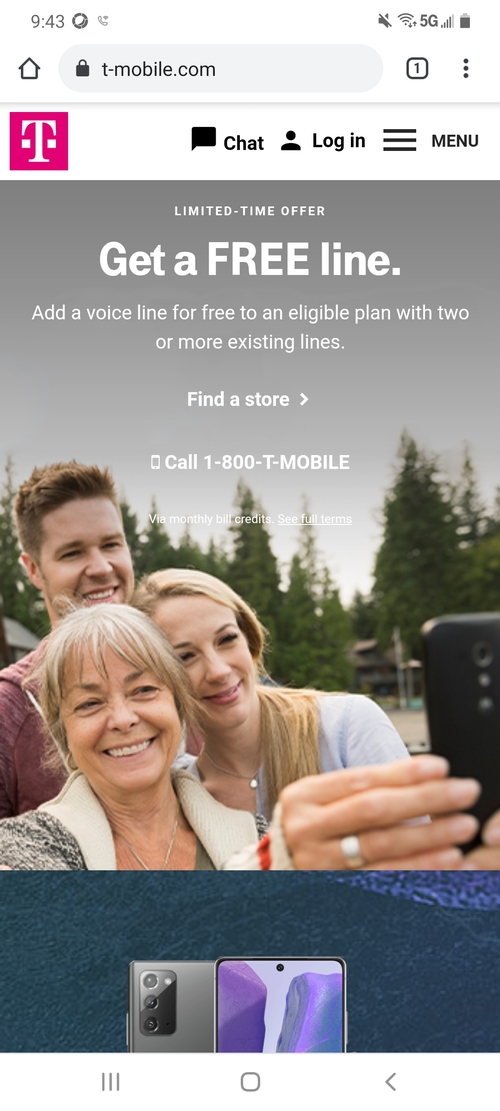 9:43
5G
t-mobile.com
1
T
Chat
Log in
MENU
LIMITED-TIME OFFER
Get a FREE line.
Add a voice line for free to an eligible plan with two
or more existing lines.
Find a store
Call 1-800-T-MOBILE
Via monthly bill credits. See full terms